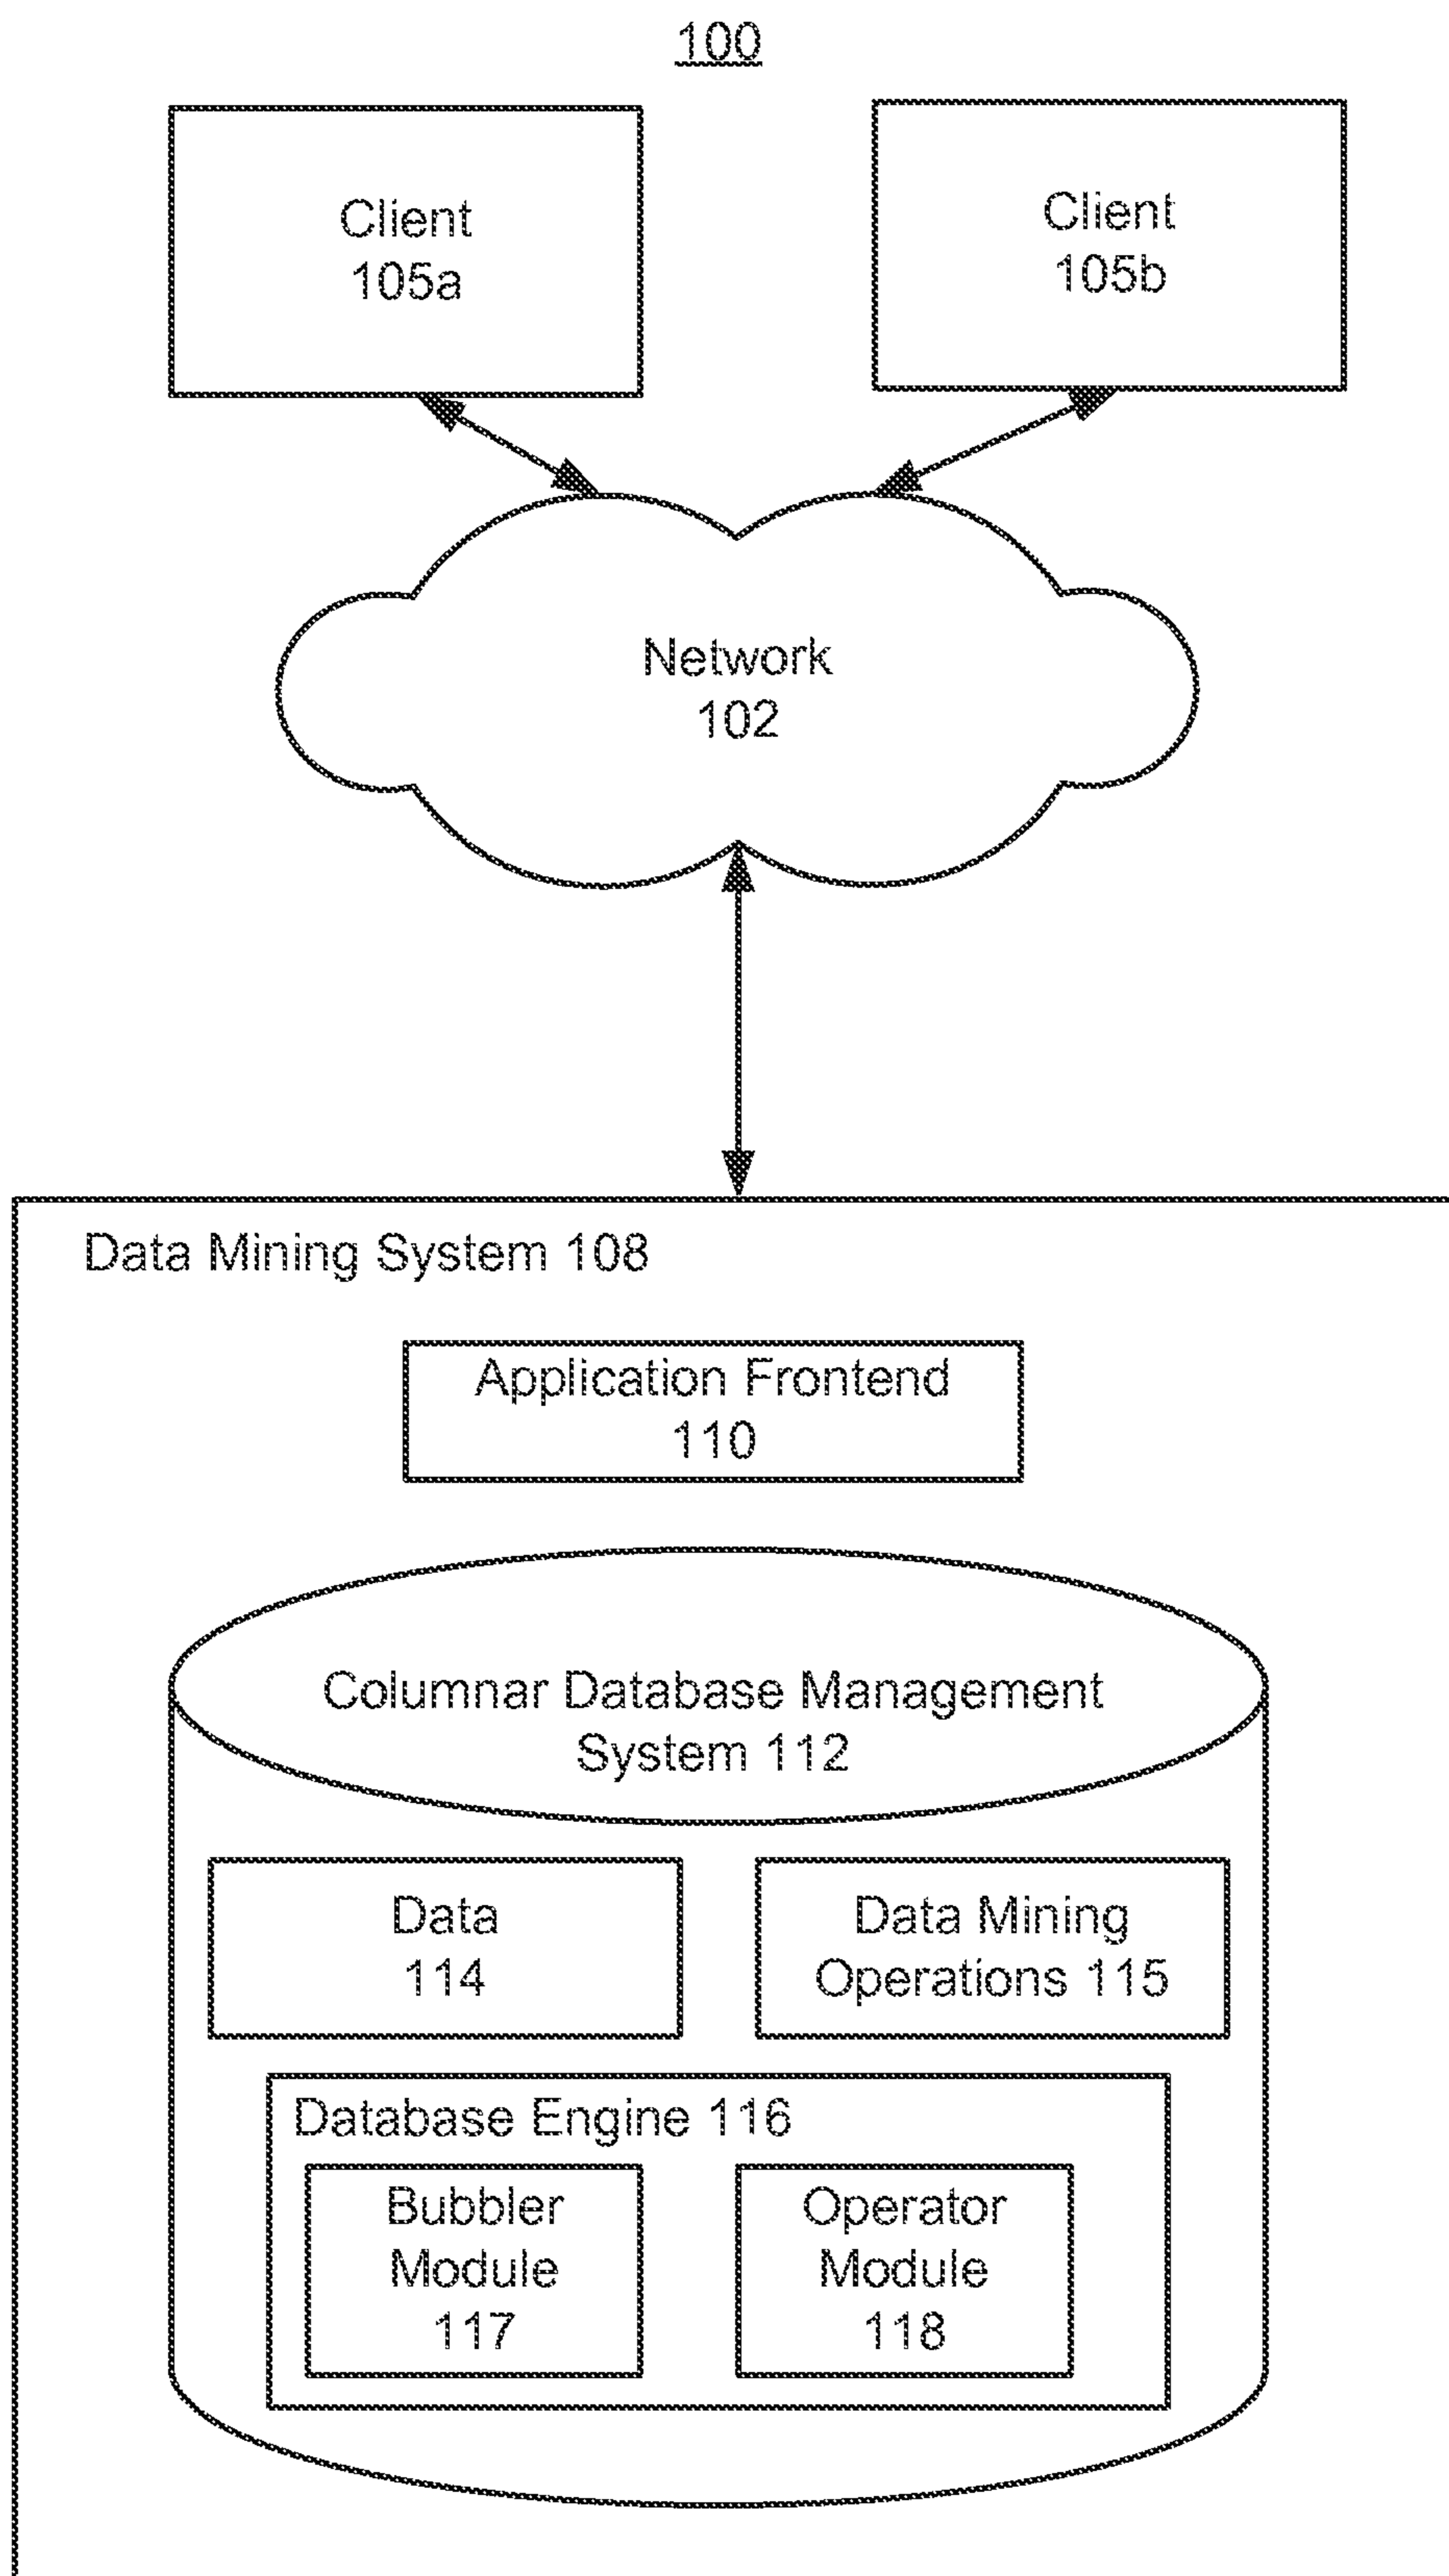 100
Client
105a
Client
105b
Network
102
Data Mining System 108
Application Frontend
110
Columnar Database Management
System 112
Data
114
Data Mining
Operations 115
Database Engine 116
Bubbler
Module
117
Operator
Module
118